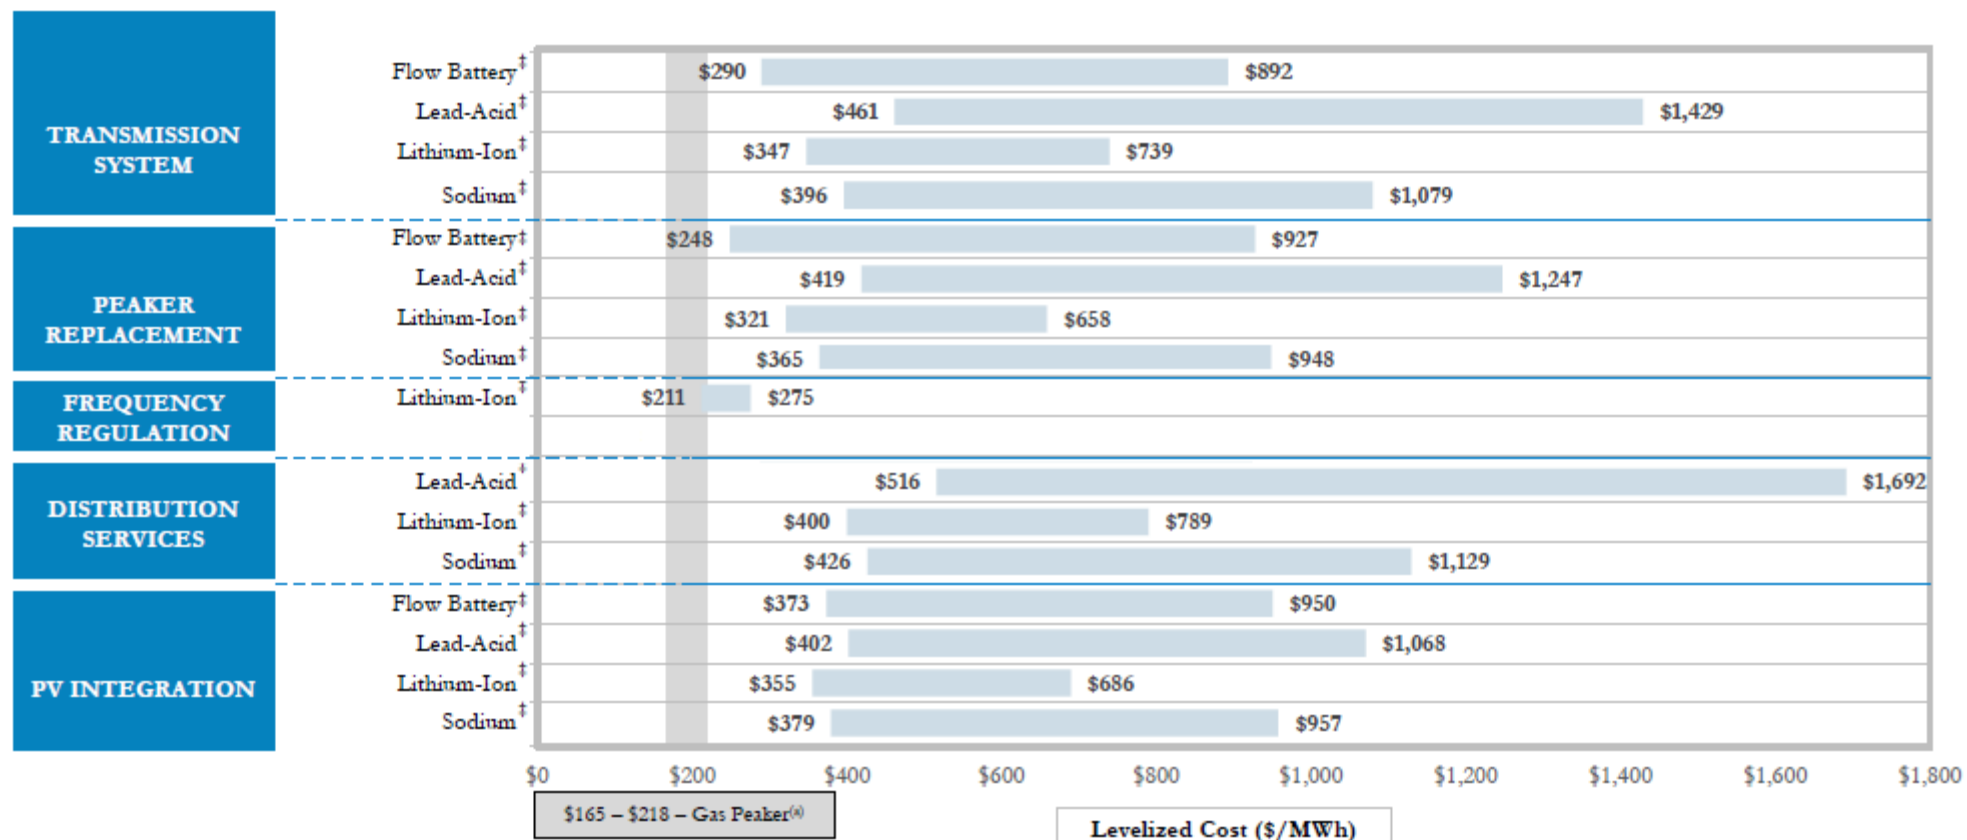 TRANSMISSION
SYSTEM
Flow Battery‡ $290 $892
Lead-Acid‡ $461 $1,429
Lithium-Ion‡ $347 $739
Sodium‡ $396 $1,079
PEAKER
REPLACEMENT
Flow Battery‡ $248 $927
Lead-Acid‡ $419 $1,247
Lithium-Ion‡ $321 $658
Sodium‡ $365 $948
FREQUENCY
REGULATION
Lithium-Ion‡ $211 $275
DISTRIBUTION
SERVICES
Lead-Acid‡ $516 $1,692
Lithium-Ion‡ $400 $789
Sodium‡ $426 $1,129
PV INTEGRATION
Flow Battery‡ $373 $950
Lead-Acid‡ $402 $1,068
Lithium-Ion‡ $355 $686
Sodium‡ $379 $957
$0 $200 $400 $600 $800 $1,000 $1,200 $1,400 $1,600 $1,800
$165 – $218 – Gas Peaker(a)
Levelized Cost ($/MWh)